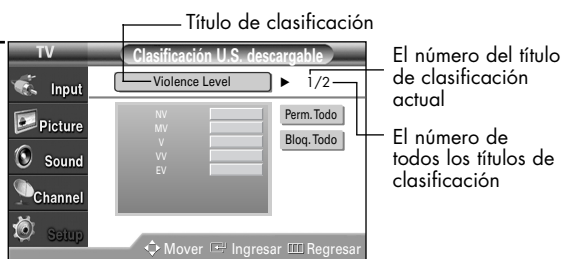 Título de clasificación
TV
Clasificación U.S. descargable
Input
Picture
Sound
Channel
Setup
Violence Level ► 1/2
NV
MV
V
VV
EV
Perm. Todo
Bloq. Todo
Mover Ingresar Regresar
El número del título
de clasificación
actual
El número de
todos los títulos de
clasificación